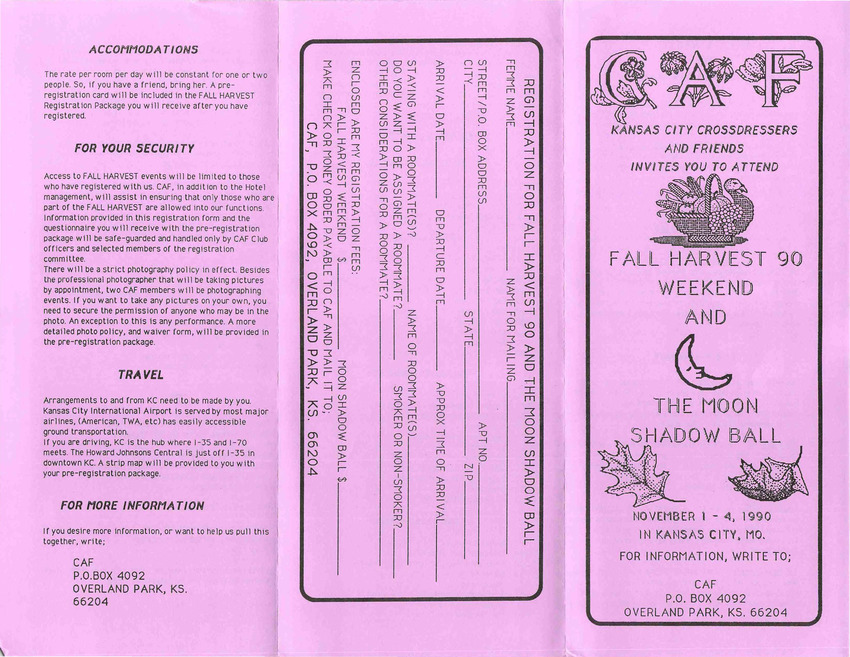 ACCOMMODATIONS
The rate per room per day will be constant for one or two
people. So, if you have a friend, bring her. A pre-
registration card will be included in the FALL HARVEST
Registration Package you will receive after you have
registered.
FOR YOUR SECURITY
Access to FALL HARVEST events will be limited to those
who have registered with us. CAF, in addition to the Hotel
management, will assist in ensuring that only those who are
part of the FALL HARVEST are allowed into our functions.
Information provided in this registration form and the
questionnaire you will receive with the pre-registration
package will be safe-guarded and handled only by CAF Club
officers and selected members of the registration
committee.
There will be a strict photography policy in effect. Besides
the professional photographer that will be taking pictures
by appointment, two CAF members will be photographing
events. If you want to take any pictures on your own, you
need to secure the permission of anyone who may be in the
photo. An exception to this is any performance. A more
detailed photo policy, and waiver form, will be provided in
the pre-registration package.
TRAVEL
Arrangements to and from KC need to be made by you.
Kansas City International Airport is served by most major
airlines, (American, TWA, etc) has easily accessible
ground transportation.
If you are driving, KC is the hub where I-35 and I-70
meets. The Howard Johnsons Central is just off I-35 in
downtown KC. A strip map will be provided to you with
your pre-registration package.
FOR MORE INFORMATION
If you desire more information, or want to help us pull this
together, write;
CAF
P.O.BOX 4092
OVERLAND PARK, KS.
66204
REGISTRATION FOR FALL HARVEST 90 AND THE MOON SHADOW BALL
FEMME NAME NAME FOR MAILING
STREET/P.O. BOX ADDRESS APT NO.
CITY STATE ZIP
ARRIVAL DATE DEPARTURE DATE APPROX TIME OF ARRIVAL
STAYING WITH A ROOMMATE(S)? NAME OF ROOMMATE(S)
DO YOU WANT TO BE ASSIGNED A ROOMMATE? SMOKER OR NON-SMOKER?
OTHER CONSIDERATIONS FOR A ROOMMATE?
ENCLOSED ARE MY REGISTRATION FEES:
FALL HARVEST WEEKEND $ MOON SHADOW BALL $
MAKE CHECK OR MONEY ORDER PAYABLE TO CAF AND MAIL IT TO;
CAF, P.O. BOX 4092, OVERLAND PARK, KS. 66204
CAF
KANSAS CITY CROSSDRESSERS
AND FRIENDS
INVITES YOU TO ATTEND
FALL HARVEST 90
WEEKEND
AND
THE MOON
SHADOW BALL
NOVEMBER 1 - 4, 1990
IN KANSAS CITY, MO.
FOR INFORMATION, WRITE TO;
CAF
P.O. BOX 4092
OVERLAND PARK, KS. 66204